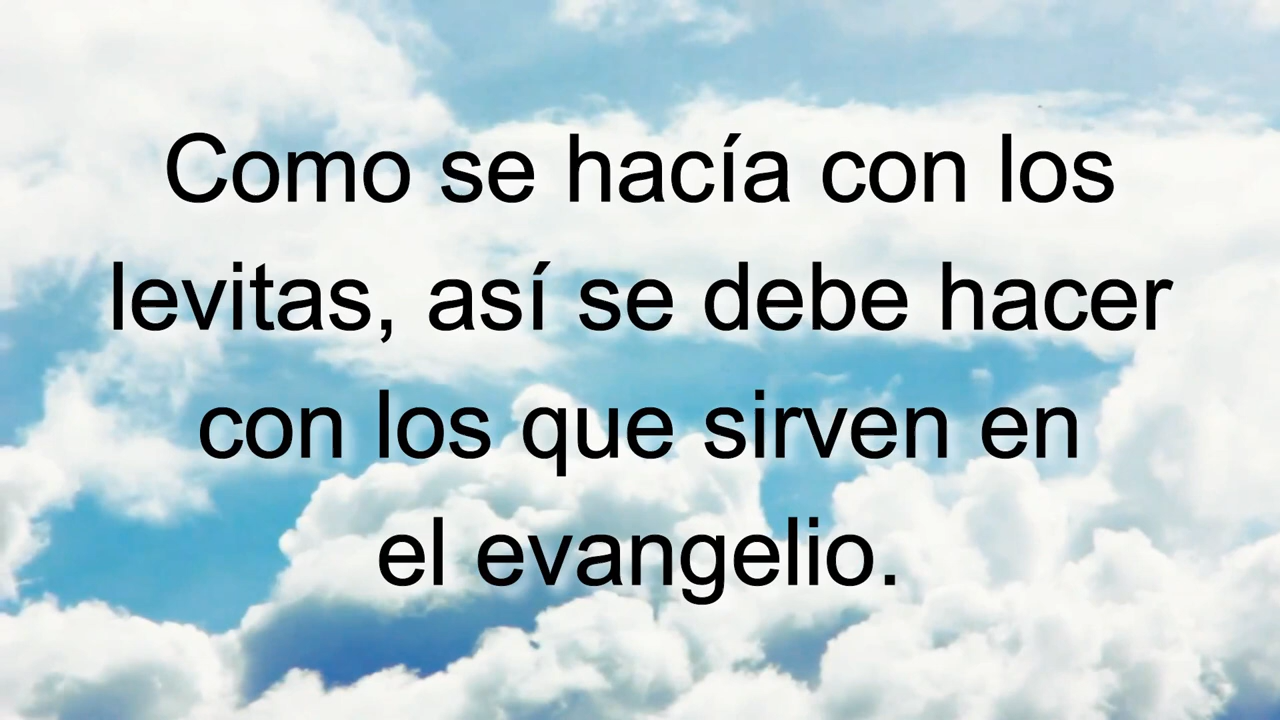 Como se hacía con los
levitas, así se debe hacer
con los que sirven en
el evangelio.